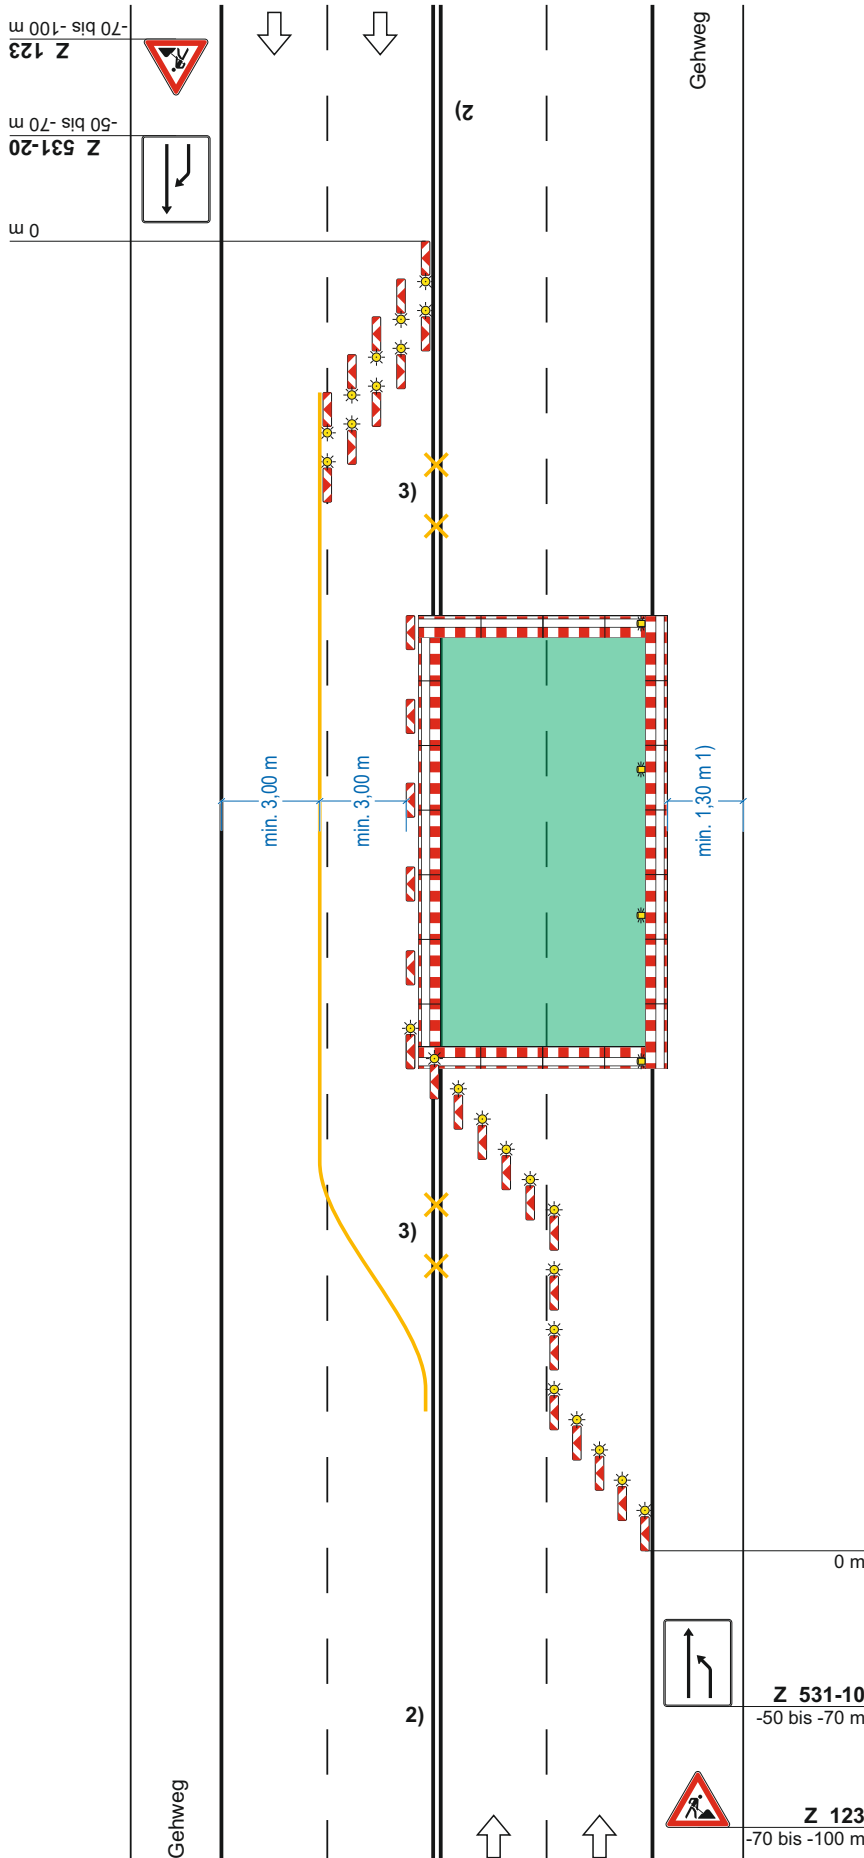 -70 bis -100 m
Z 123
-50 bis -70 m
Z 531-20
0 m
Gehweg
2)
3)
min. 3,00 m
min. 3,00 m
min. 1,30 m 1)
3)
0 m
Z 531-10
-50 bis -70 m
2)
Gehweg
Z 123
-70 bis -100 m